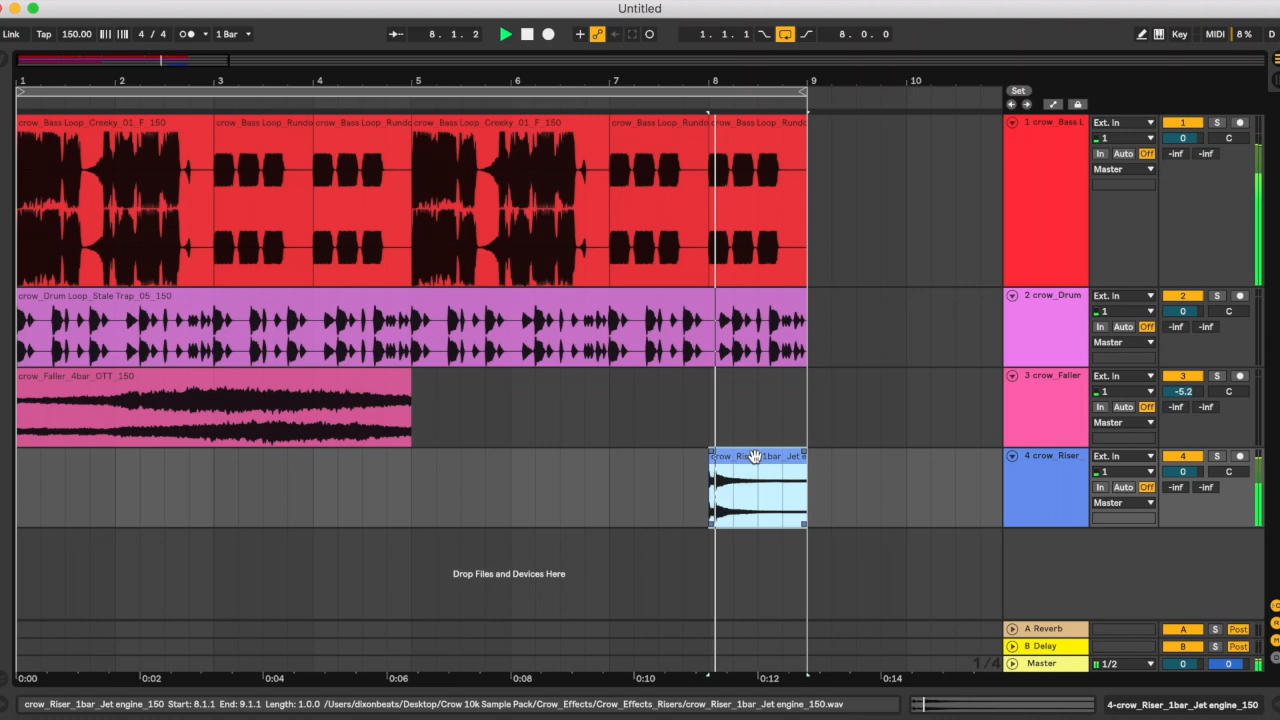 Untitled
Link Tap 150.00 4 / 4 1 Bar 8. 1. 2 1. 1. 1 8. 0. 0 Key MIDI 8 % D
1 2 3 4 5 6 7 8 9 10 Set
crow_Bass Loop_Creeky_01_F_150 crow_Bass Loop_Rundo crow_Bass Loop_Rundo crow_Bass Loop_Creeky_01_F_150 crow_Bass Loop_Rundo crow_Bass Loop_Rundo 1 crow_Bass L Ext. In 1 S
1 0 C
In Auto Off -inf -inf
Master
crow_Drum Loop_Stale Trap_05_150 2 crow_Drum Ext. In 2 S
1 0 C
In Auto Off -inf -inf
Master
crow_Faller_4bar_OTT_150 3 crow_Faller Ext. In 3 S
1 -5.2 C
In Auto Off -inf -inf
Master
crow_Riser_1bar_Jet e 4 crow_Riser_ Ext. In 4 S
1 0 C
In Auto Off -inf -inf
Master
Drop Files and Devices Here
A Reverb A S Post
B Delay B S Post
1/4 Master 1/2 0 0
0:00 0:02 0:04 0:06 0:08 0:10 0:12 0:14
crow_Riser_1bar_Jet engine_150 Start: 8.1.1 End: 9.1.1 Length: 1.0.0 /Users/dixonbeats/Desktop/Crow 10k Sample Pack/Crow_Effects/Crow_Effects_Risers/crow_Riser_1bar_Jet engine_150.wav 4-crow_Riser_1bar_Jet engine_150